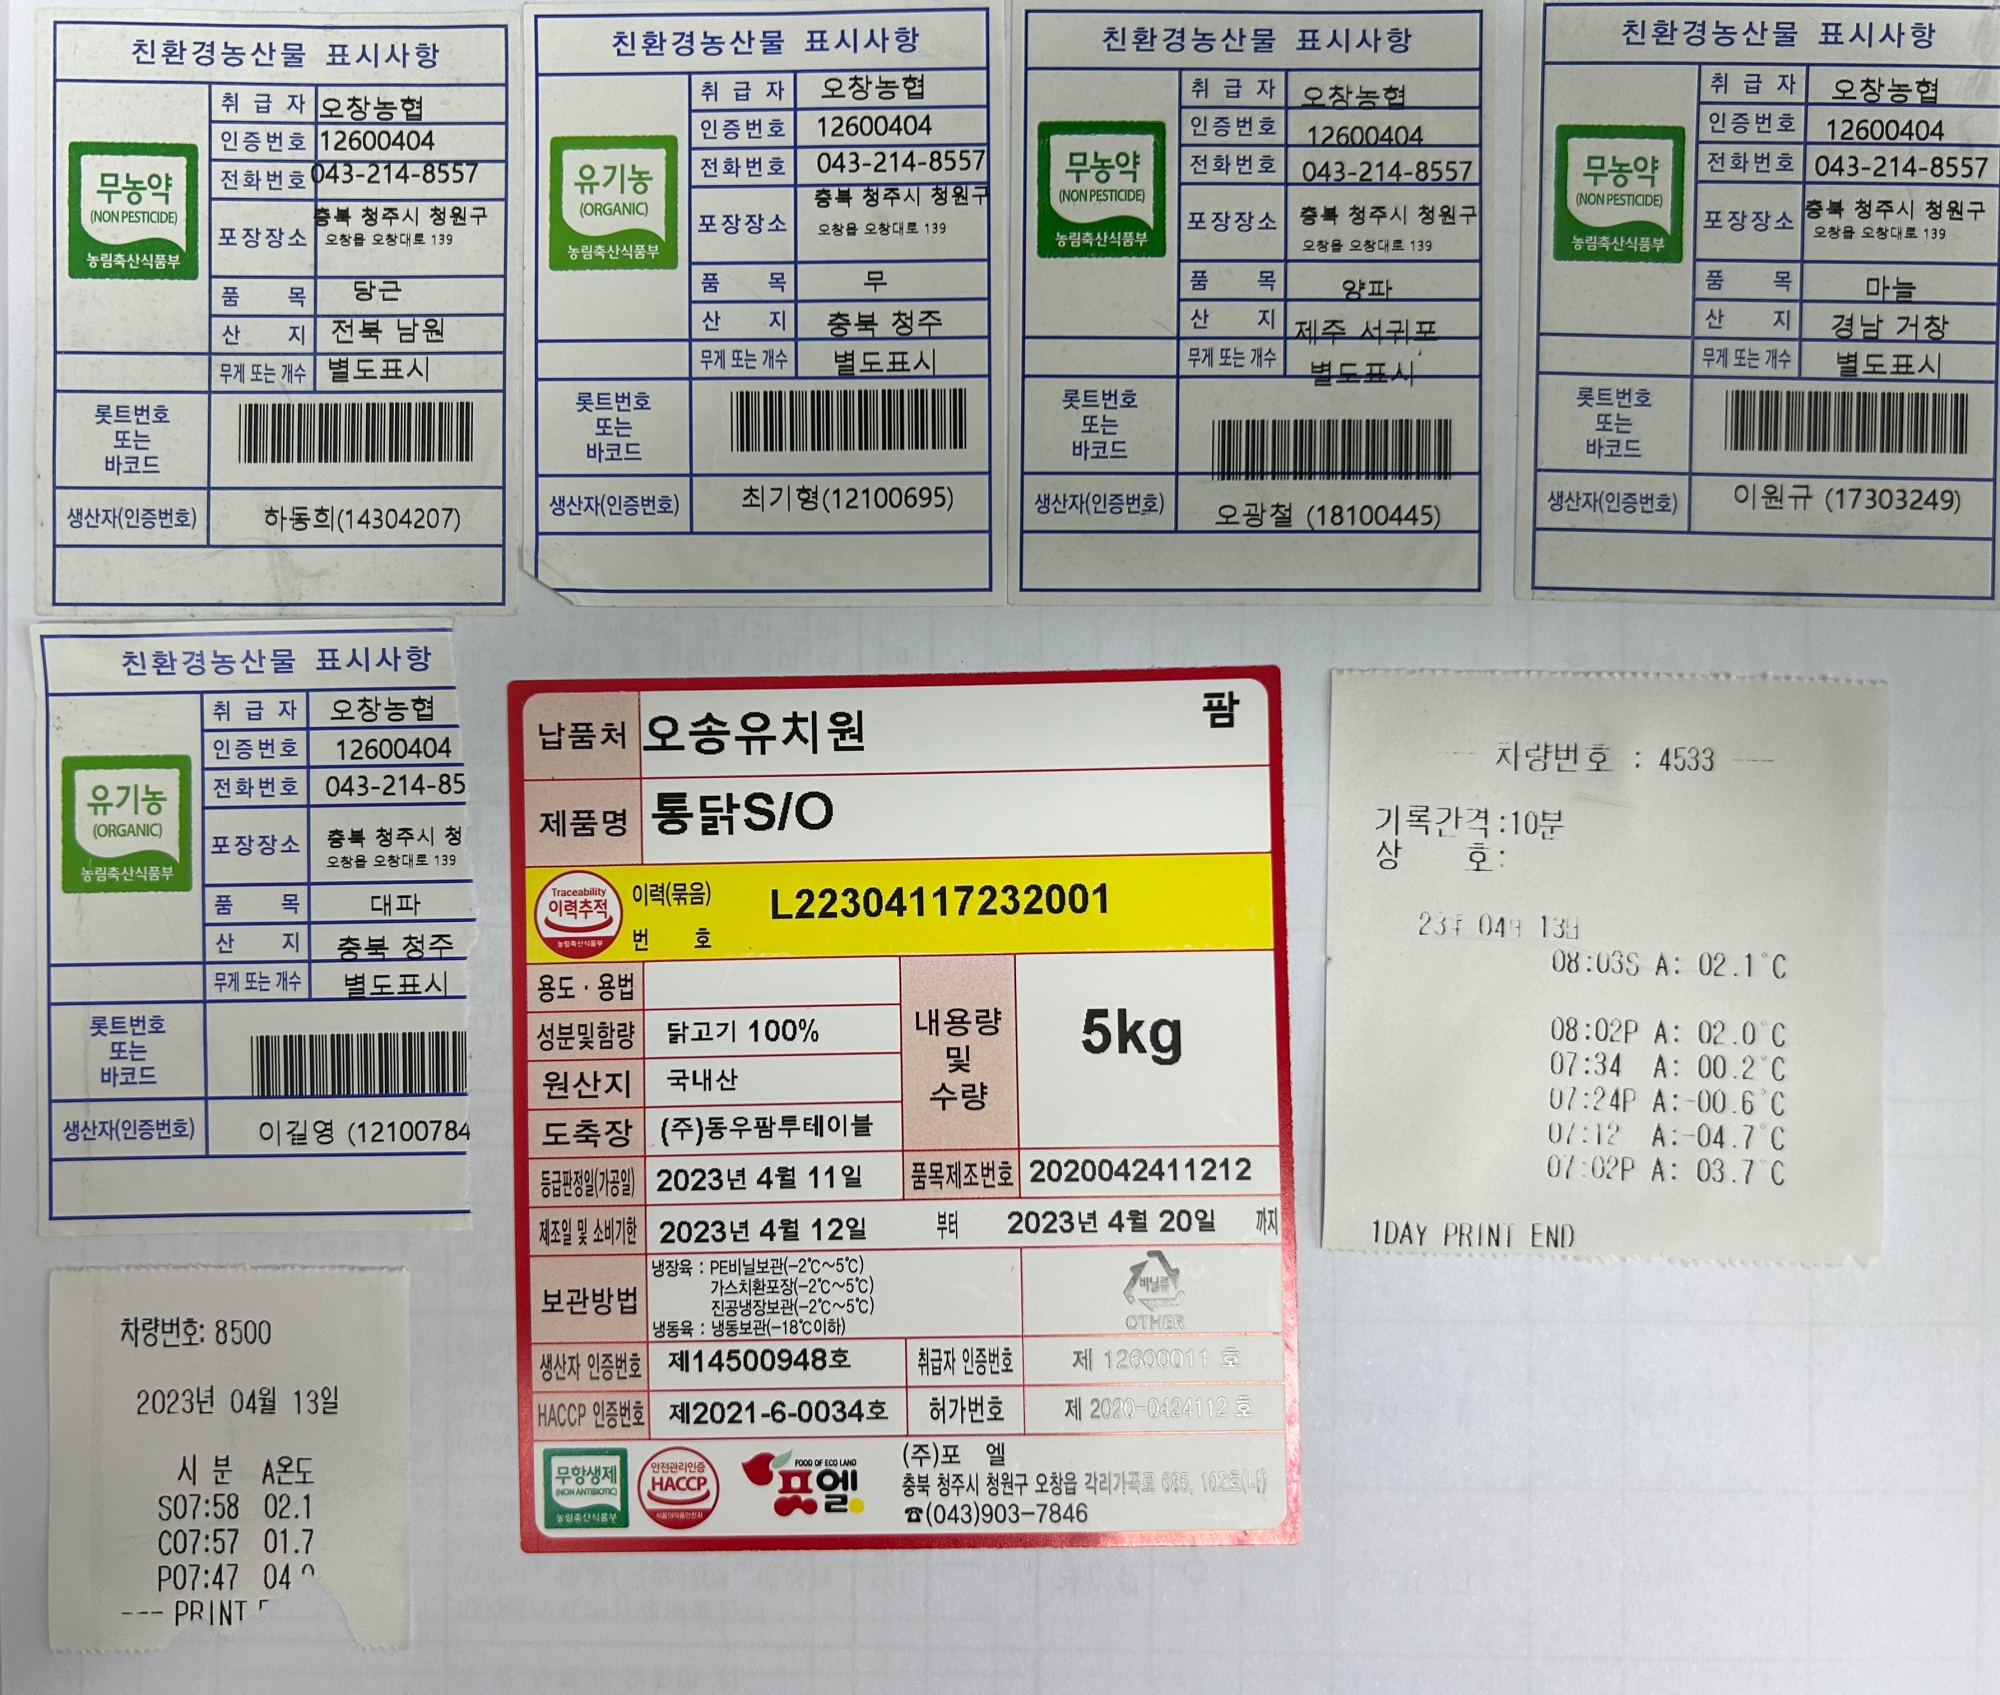 친환경농산물 표시사항
무농약
(NON PESTICIDE)
농림축산식품부
취 급 자 오창농협
인증번호 12600404
전화번호 043-214-8557
포장장소 충북 청주시 청원구
오창읍 오창대로 139
품 목 당근
산 지 전북 남원
무게 또는 개수 별도표시
롯트번호
또는
바코드
생산자(인증번호) 하동희(14304207)
친환경농산물 표시사항
유기농
(ORGANIC)
농림축산식품부
취 급 자 오창농협
인증번호 12600404
전화번호 043-214-8557
포장장소 충북 청주시 청원구
오창읍 오창대로 139
품 목 무
산 지 충북 청주
무게 또는 개수 별도표시
롯트번호
또는
바코드
생산자(인증번호) 최기형(12100695)
친환경농산물 표시사항
무농약
(NON PESTICIDE)
농림축산식품부
취 급 자 오창농협
인증번호 12600404
전화번호 043-214-8557
포장장소 충북 청주시 청원구
오창읍 오창대로 139
품 목 양파
산 지 제주 서귀포
무게 또는 개수 별도표시
롯트번호
또는
바코드
생산자(인증번호) 오광철 (18100445)
친환경농산물 표시사항
무농약
(NON PESTICIDE)
농림축산식품부
취 급 자 오창농협
인증번호 12600404
전화번호 043-214-8557
포장장소 충북 청주시 청원구
오창읍 오창대로 139
품 목 마늘
산 지 경남 거창
무게 또는 개수 별도표시
롯트번호
또는
바코드
생산자(인증번호) 이원규 (17303249)
친환경농산물 표시사항
유기농
(ORGANIC)
농림축산식품부
취 급 자 오창농협
인증번호 12600404
전화번호 043-214-85
포장장소 충북 청주시 청
오창읍 오창대로 139
품 목 대파
산 지 충북 청주
무게 또는 개수 별도표시
롯트번호
또는
바코드
생산자(인증번호) 이길영 (12100784
납품처 오송유치원 팜
제품명 통닭S/O
Traceability
이력추적
농림축산식품부
이력(묶음)
번 호
L22304117232001
용도·용법
성분및함량 닭고기 100%
원산지 국내산
도축장 (주)동우팜투테이블
내용량
및
수량
5kg
등급판정일(가공일) 2023년 4월 11일 품목제조번호 2020042411212
제조일 및 소비기한 2023년 4월 12일 부터 2023년 4월 20일 까지
보관방법
냉장육 : PE비닐보관(-2℃~5℃)
가스치환포장(-2℃~5℃)
진공냉장보관(-2℃~5℃)
냉동육 : 냉동보관(-18℃이하)
비닐류
OTHER
생산자 인증번호 제14500948호 취급자 인증번호 제 12600011 호
HACCP 인증번호 제2021-6-0034호 허가번호 제 2020-0424112 호
무항생제
(NON ANTIBIOTIC)
농림축산식품부
안전관리인증
HACCP
식품의약품안전처
FOOD OF ECO LAND
포엘
(주)포 엘
충북 청주시 청원구 오창읍 각리가곡로 665, 102호(나)
☎(043)903-7846
--- 차량번호 : 4533 ---
기록간격:10분
상 호:
23年 04월 13日
08:03S A: 02.1°C
08:02P A: 02.0°C
07:34 A: 00.2°C
07:24P A:-00.6°C
07:12 A:-04.7°C
07:02P A: 03.7°C
1DAY PRINT END
차량번호: 8500
2023년 04월 13일
시 분 A온도
S07:58 02.1
C07:57 01.7
P07:47 04
--- PRINT